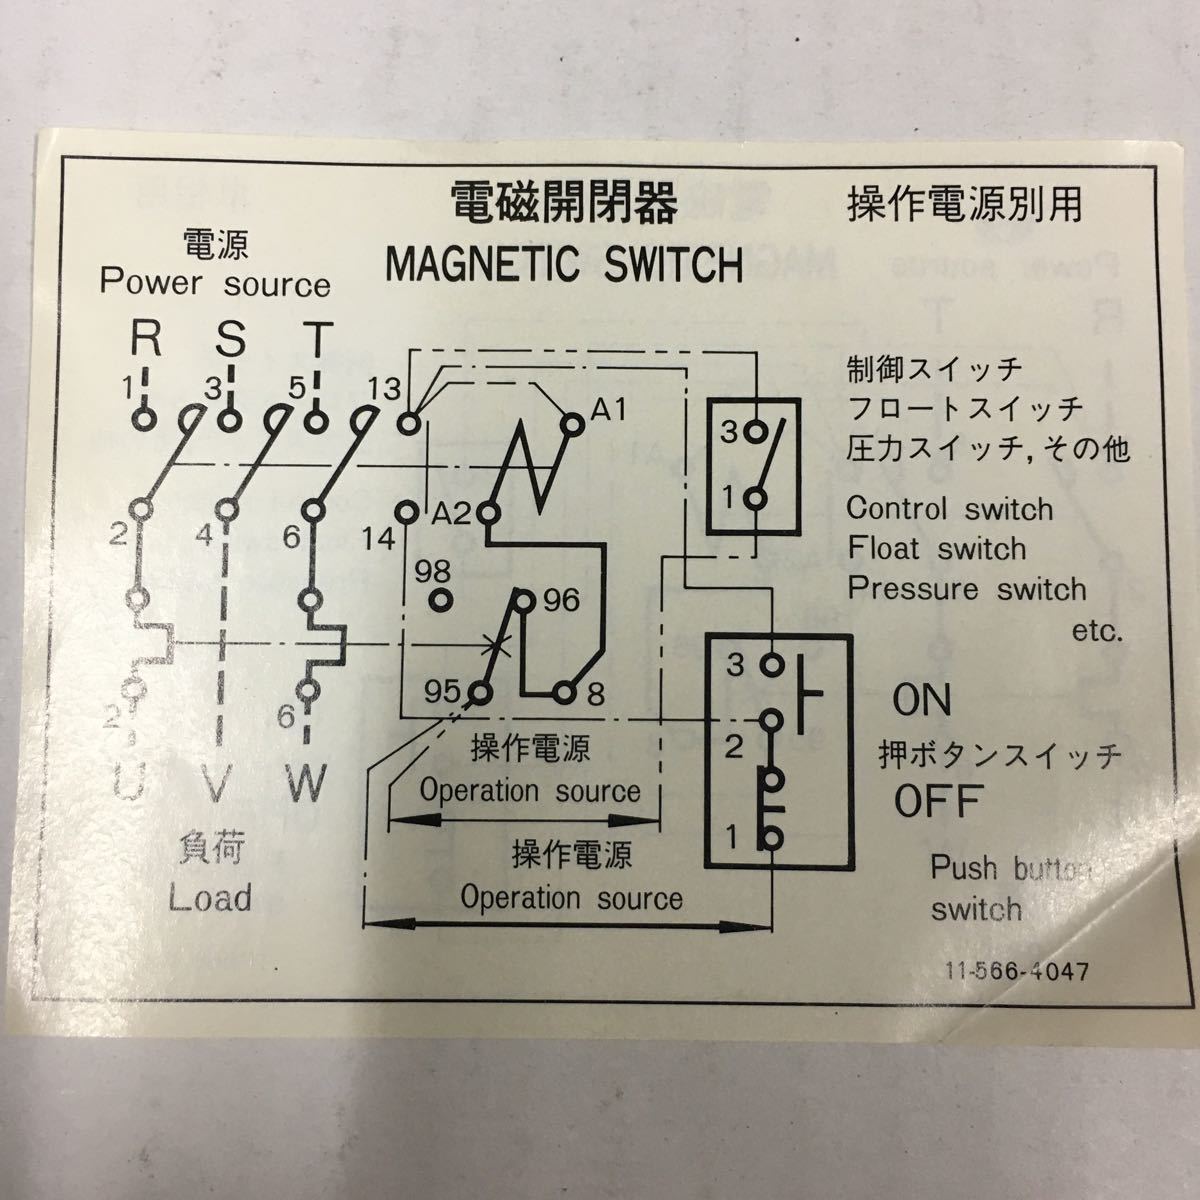 電磁開閉器
操作電源別用
MAGNETIC SWITCH
電源
Power source
R S T
1 3 5 13
A1
2 4 6 14 A2
98
96
95
8
2 6
U V W
負荷
Load
3
1
制御スイッチ
フロートスイッチ
圧力スイッチ,その他
Control switch
Float switch
Pressure switch
etc.
3
2
1
ON
押ボタンスイッチ
OFF
Push button
switch
操作電源
Operation source
操作電源
Operation source
11-566-4047